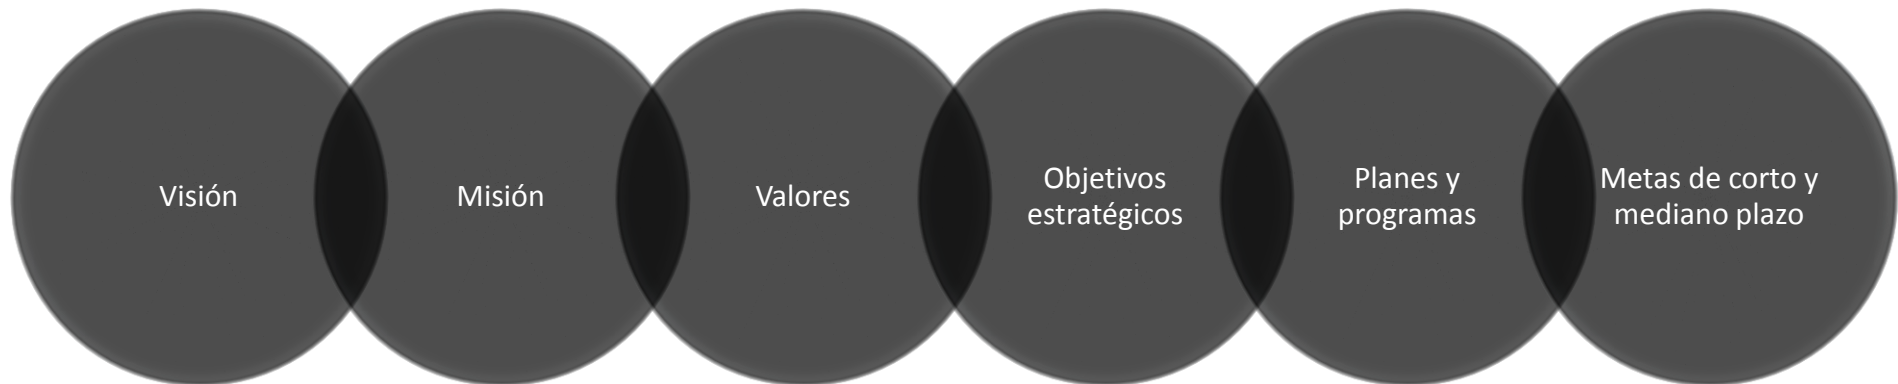 Visión
Misión
Valores
Objetivos
estratégicos
Planes y
programas
Metas de corto y
mediano plazo